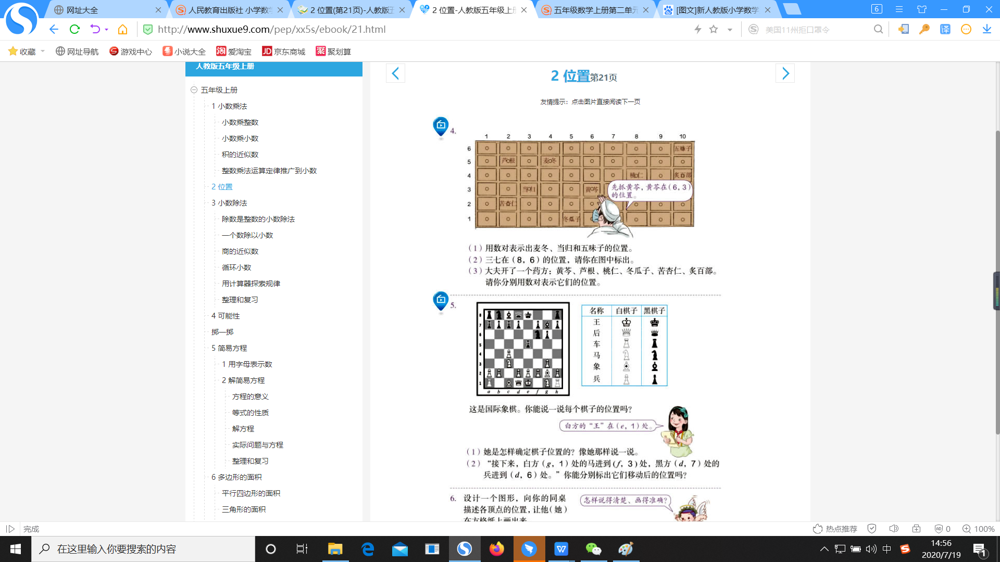 网址大全
人民教育出版社 小学数学
2 位置(第21页)-人教版五
2 位置-人教版五年级上册
五年级数学上册第二单元
[图文]新人教版小学数学
6
http://www.shuxue9.com/pep/xx5s/ebook/21.html
美国11州拒口罩令
译
收藏
网址导航
游戏中心
小说大全
淘 爱淘宝
JD 京东商城
聚 聚划算
人教版五年级上册
五年级上册
1 小数乘法
小数乘整数
小数乘小数
积的近似数
整数乘法运算定律推广到小数
2 位置
3 小数除法
除数是整数的小数除法
一个数除以小数
商的近似数
循环小数
用计算器探索规律
整理和复习
4 可能性
掷一掷
5 简易方程
1 用字母表示数
2 解简易方程
方程的意义
等式的性质
解方程
实际问题与方程
整理和复习
6 多边形的面积
平行四边形的面积
三角形的面积
2 位置第21页
友情提示：点击图片直接阅读下一页
4.
1 2 3 4 5 6 7 8 9 10
6 五味子
5 芦根 麦冬
4 桃仁 炙百部
3 当归 黄芩
2 苦杏仁
1 冬瓜子
先抓黄芩，黄芩在(6，3)
的位置。
（1）用数对表示出麦冬、当归和五味子的位置。
（2）三七在（8，6）的位置，请你在图中标出。
（3）大夫开了一个药方：黄芩、芦根、桃仁、冬瓜子、苦杏仁、炙百部。
请你分别用数对表示它们的位置。
5.
8
7
6
5
4
3
2
1
a b c d e f g h
名称 白棋子 黑棋子
王
后
车
马
象
兵
这是国际象棋。你能说一说每个棋子的位置吗？
白方的“王”在(e，1)处。
（1）她是怎样确定棋子位置的？像她那样说一说。
（2）“接下来，白方(g，1)处的马进到(f，3)处，黑方(d，7)处的
兵进到(d，6)处。”你能分别标出它们移动后的位置吗？
6. 设计一个图形，向你的同桌
描述各顶点的位置，让他(她)
在方格纸上画出来
怎样说得清楚、画得准确？
完成
热点推荐
0
100%
在这里输入你要搜索的内容
中
14:56
2020/7/19
1